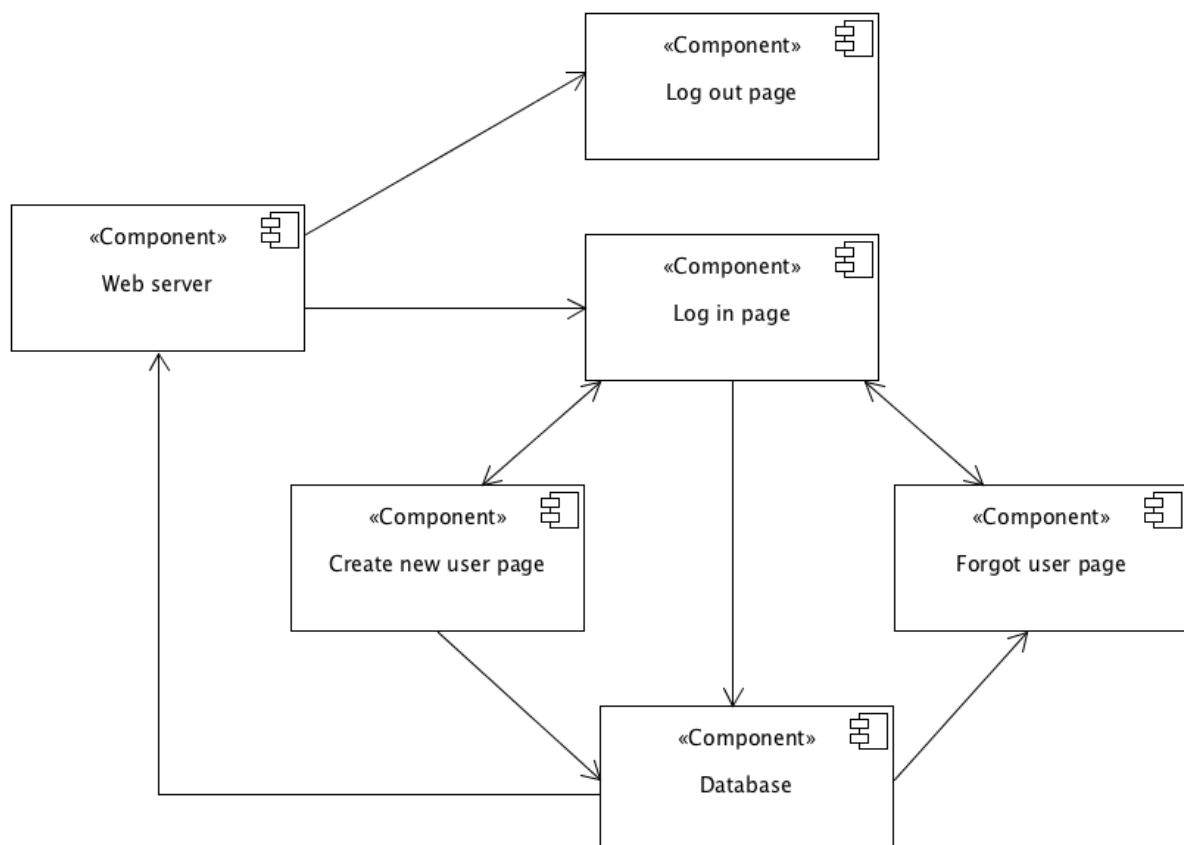 «Component»
Log out page
«Component»
Web server
«Component»
Log in page
«Component»
Create new user page
«Component»
Forgot user page
«Component»
Database